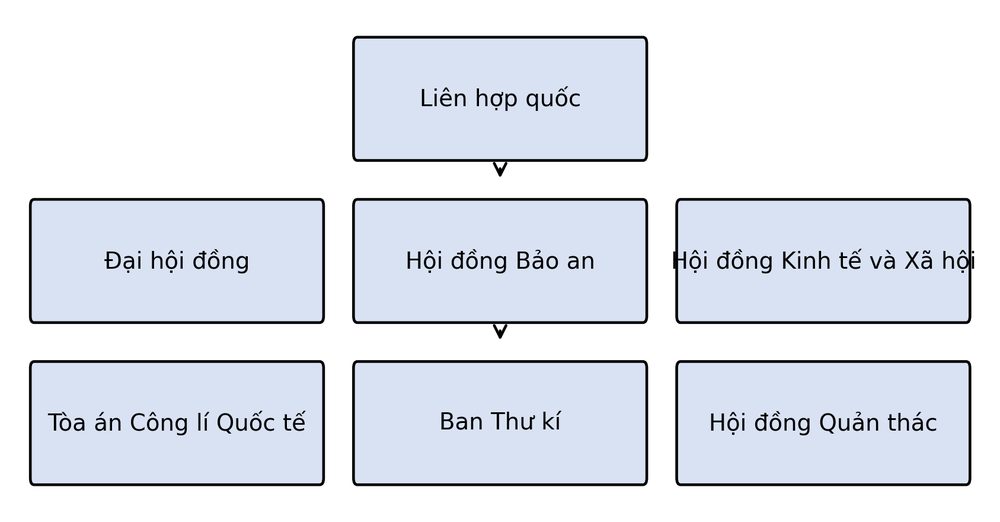 Liên hợp quốc
Đại hội đồng
Hội đồng Bảo an
Hội đồng Kinh tế và Xã hội
Tòa án Công lí Quốc tế
Ban Thư kí
Hội đồng Quản thác